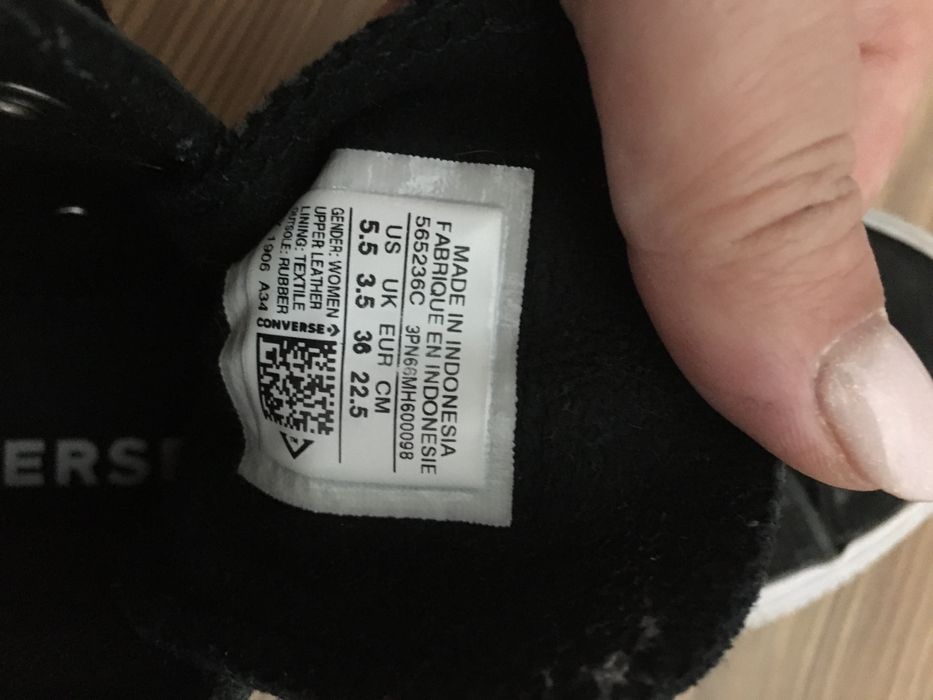 MADE IN INDONESIA
FABRIQUE EN INDONESIE
565236C 3PN66MH600098
US UK EUR CM
5.5 3.5 36 22.5
GENDER: WOMEN
UPPER LEATHER
LINING: TEXTILE
OUTSOLE: RUBBER
1906 A34
CONVERSE
ERS